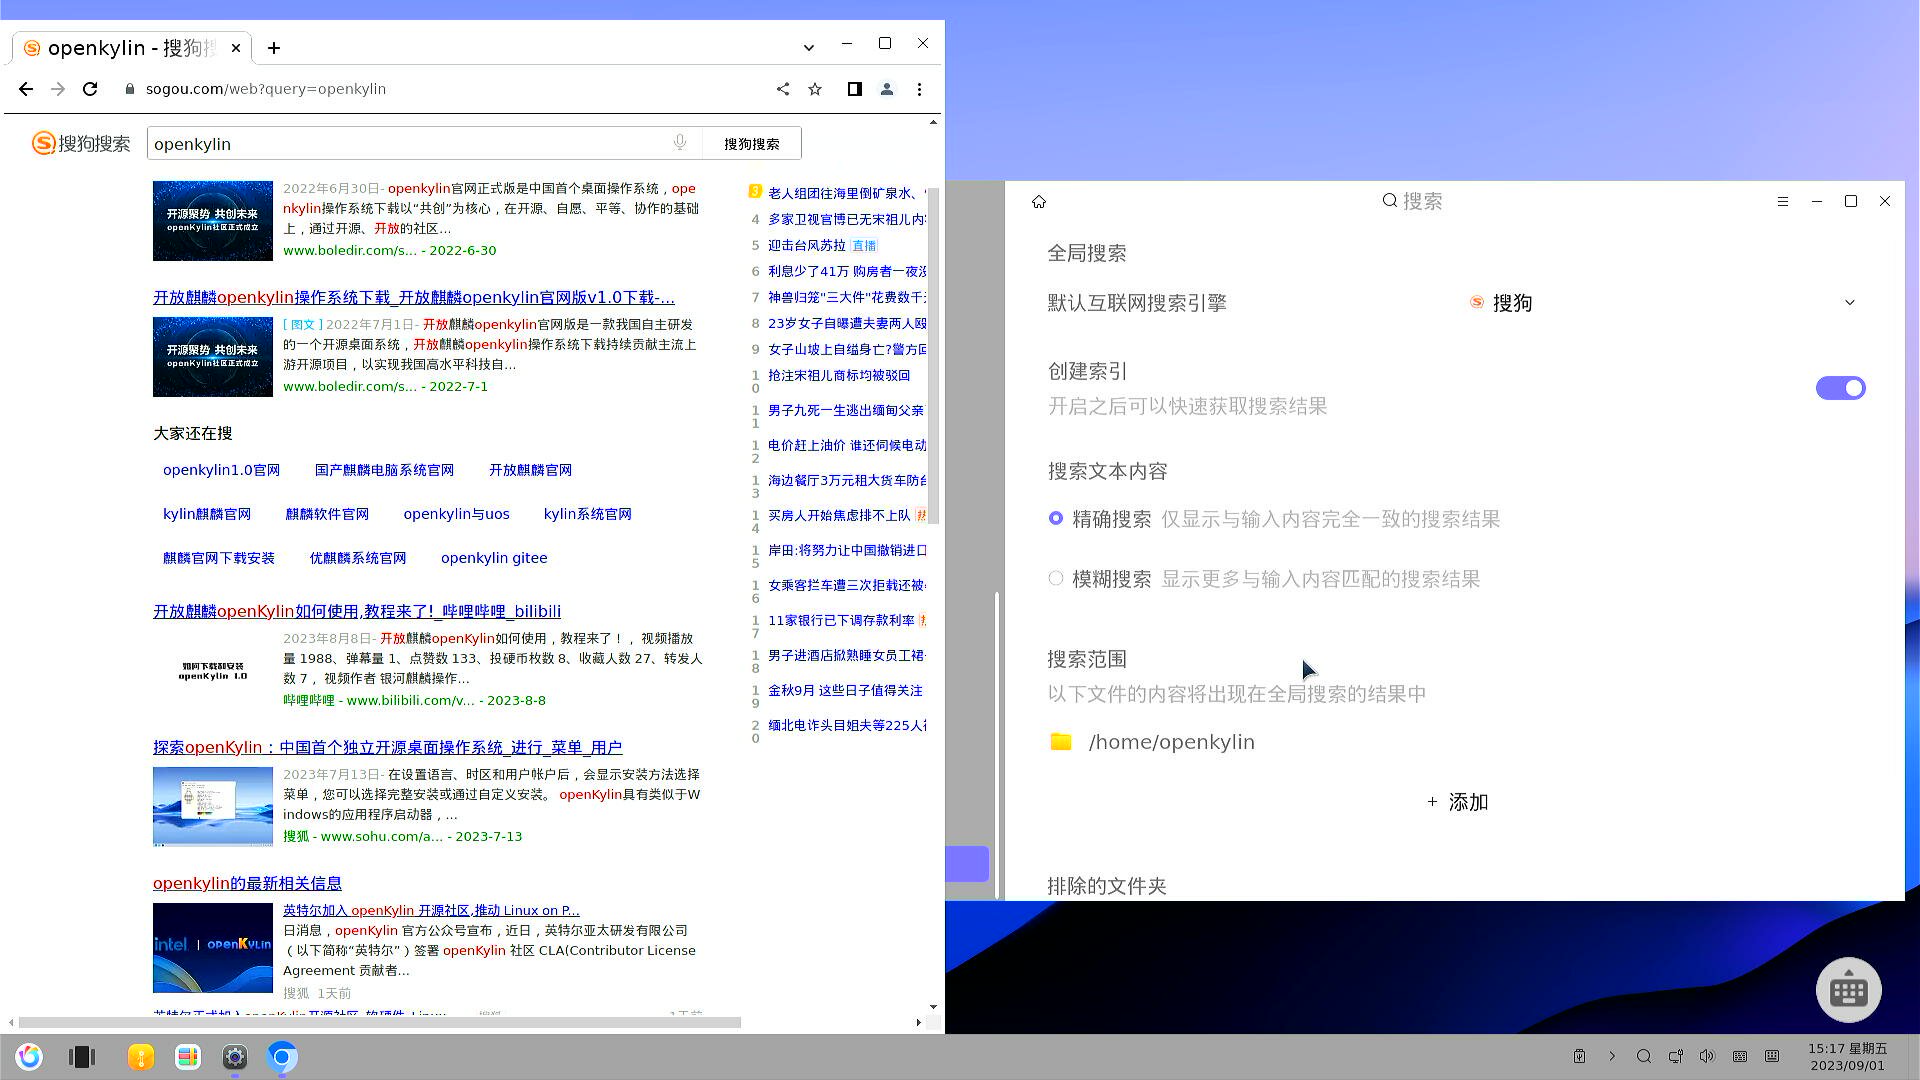 openkylin - 搜狗搜
sogou.com/web?query=openkylin
搜狗搜索
openkylin
搜狗搜索
开源聚势 共创未来
openKylin社区正式成立
2022年6月30日- openkylin官网正式版是中国首个桌面操作系统，ope
nkylin操作系统下载以“共创”为核心，在开源、自愿、平等、协作的基础
上，通过开源、开放的社区...
www.boledir.com/s... - 2022-6-30
开放麒麟openkylin操作系统下载_开放麒麟openkylin官网版v1.0下载-...
开源聚势 共创未来
openKylin社区正式成立
[ 图文 ] 2022年7月1日- 开放麒麟openkylin官网版是一款我国自主研发
的一个开源桌面系统，开放麒麟openkylin操作系统下载持续贡献主流上
游开源项目，以实现我国高水平科技自...
www.boledir.com/s... - 2022-7-1
大家还在搜
openkylin1.0官网
国产麒麟电脑系统官网
开放麒麟官网
kylin麒麟官网
麒麟软件官网
openkylin与uos
kylin系统官网
麒麟官网下载安装
优麒麟系统官网
openkylin gitee
开放麒麟openKylin如何使用,教程来了!_哔哩哔哩_bilibili
如何下载和安装
openKylin 1.0
2023年8月8日- 开放麒麟openKylin如何使用，教程来了！， 视频播放
量 1988、弹幕量 1、点赞数 133、投硬币枚数 8、收藏人数 27、转发人
数 7， 视频作者 银河麒麟操作...
哔哩哔哩 - www.bilibili.com/v... - 2023-8-8
探索openKylin：中国首个独立开源桌面操作系统_进行_菜单_用户
2023年7月13日- 在设置语言、时区和用户帐户后，会显示安装方法选择
菜单，您可以选择完整安装或通过自定义安装。 openKylin具有类似于W
indows的应用程序启动器，...
搜狐 - www.sohu.com/a... - 2023-7-13
openkylin的最新相关信息
intel | openKylin
英特尔加入 openKylin 开源社区,推动 Linux on P...
日消息，openKylin 官方公众号宣布，近日，英特尔亚太研发有限公司
（以下简称“英特尔”）签署 openKylin 社区 CLA(Contributor License
Agreement 贡献者...
搜狐 1天前
3 老人组团往海里倒矿泉水、
4 多家卫视官博已无宋祖儿内
5 迎击台风苏拉 直播
6 利息少了41万 购房者一夜没
7 神兽归笼"三大件"花费数千
8 23岁女子自曝遭夫妻两人殴
9 女子山坡上自缢身亡?警方回
10 抢注宋祖儿商标均被驳回
11 男子九死一生逃出缅甸父亲
12 电价赶上油价 谁还伺候电动
13 海边餐厅3万元租大货车防台
14 买房人开始焦虑排不上队 热
15 岸田:将努力让中国撤销进口
16 女乘客拦车遭三次拒载还被
17 11家银行已下调存款利率
18 男子进酒店掀熟睡女员工裙
19 金秋9月 这些日子值得关注
20 缅北电诈头目姐夫等225人
搜索
全局搜索
默认互联网搜索引擎
搜狗
创建索引
开启之后可以快速获取搜索结果
搜索文本内容
精确搜索 仅显示与输入内容完全一致的搜索结果
模糊搜索 显示更多与输入内容匹配的搜索结果
搜索范围
以下文件的内容将出现在全局搜索的结果中
/home/openkylin
+ 添加
排除的文件夹
15:17 星期五
2023/09/01